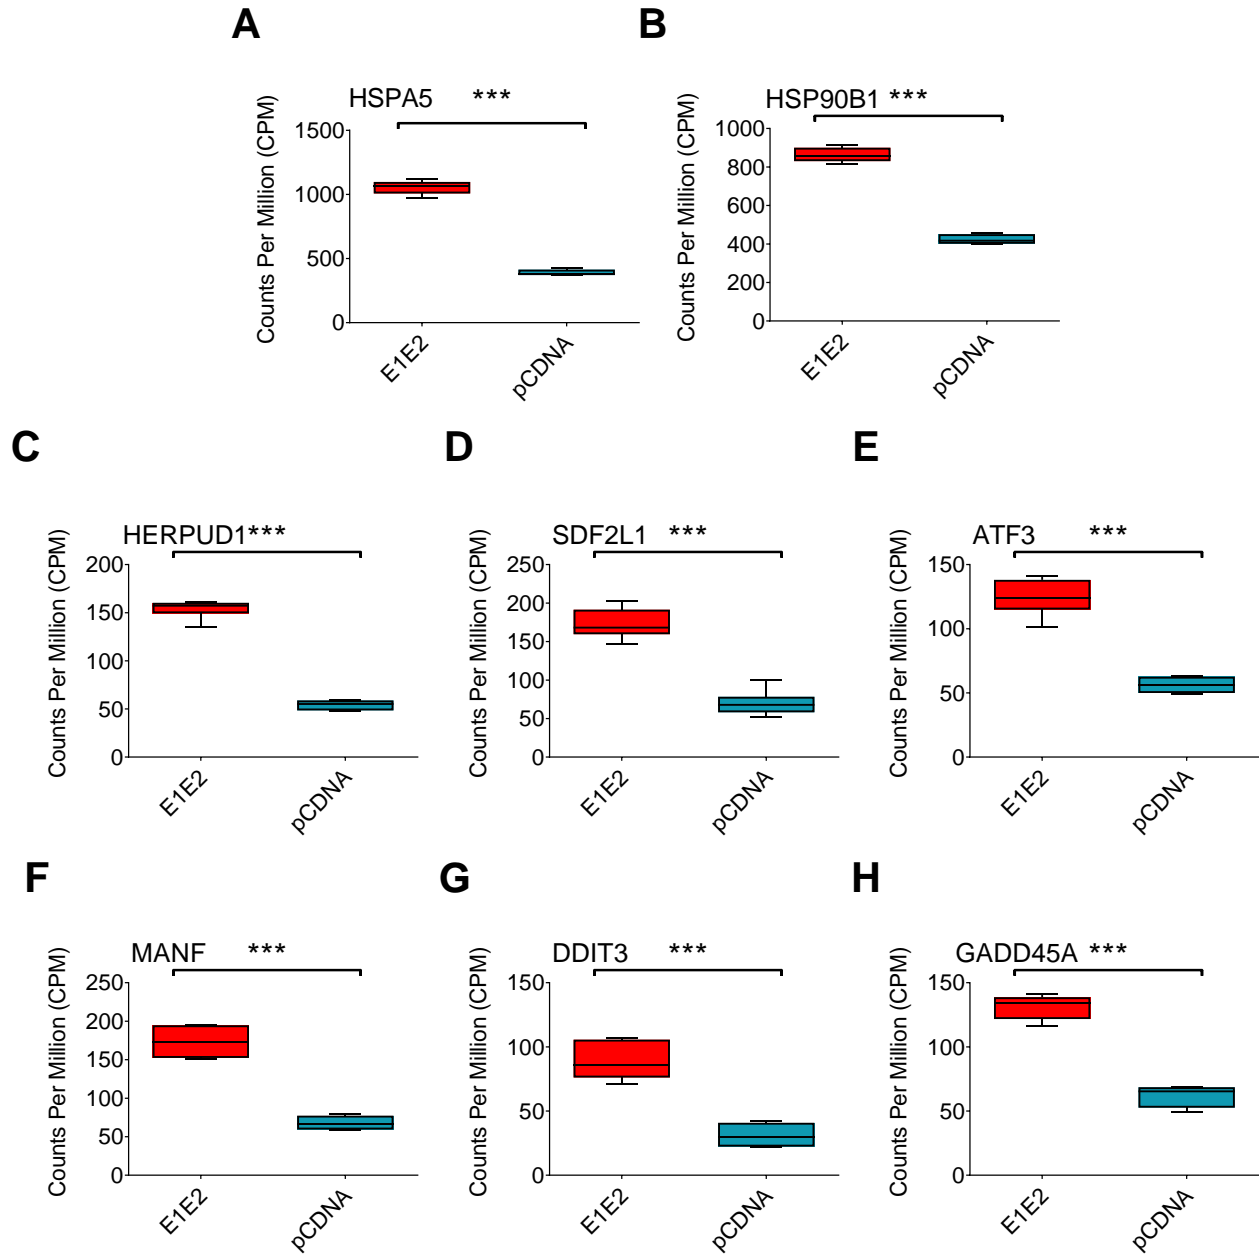 A
B
HSPA5 ***
HSP90B1 ***
Counts Per Million (CPM)
1500
1000
500
0
E1E2
pCDNA
Counts Per Million (CPM)
1000
800
600
400
200
0
E1E2
pCDNA
C
D
E
HERPUD1***
SDF2L1 ***
ATF3 ***
Counts Per Million (CPM)
200
150
100
50
0
E1E2
pCDNA
Counts Per Million (CPM)
250
200
150
100
50
0
E1E2
pCDNA
Counts Per Million (CPM)
150
100
50
0
E1E2
pCDNA
F
G
H
MANF ***
DDIT3 ***
GADD45A ***
Counts Per Million (CPM)
250
200
150
100
50
0
E1E2
pCDNA
Counts Per Million (CPM)
150
100
50
0
E1E2
pCDNA
Counts Per Million (CPM)
150
100
50
0
E1E2
pCDNA